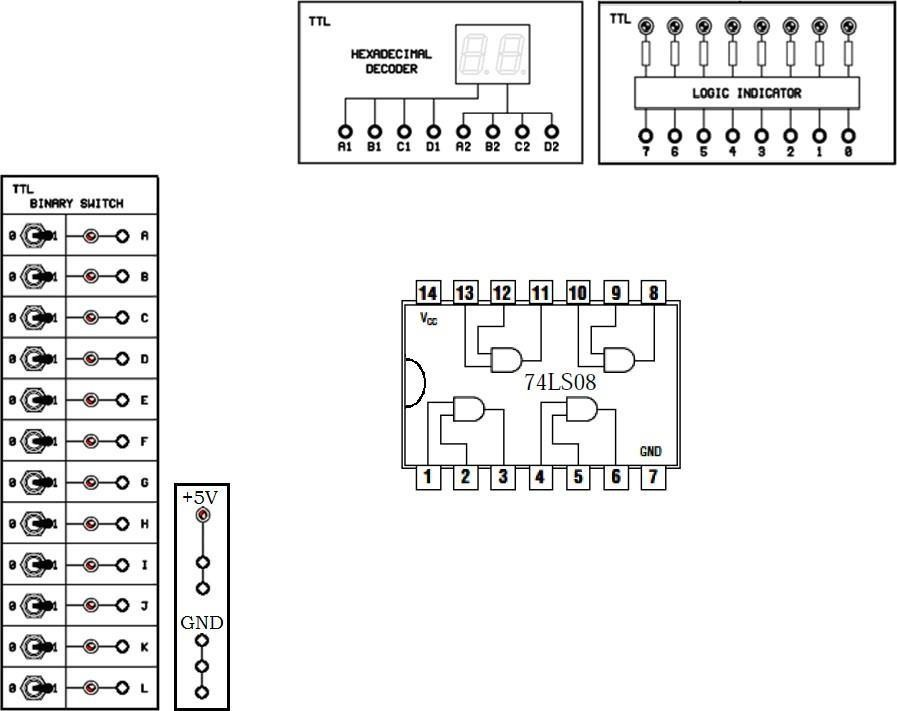 TTL
HEXADECIMAL
DECODER
A1 B1 C1 D1 A2 B2 C2 D2
TTL
LOGIC INDICATOR
7 6 5 4 3 2 1 0
TTL
BINARY SWITCH
0 1 A
0 1 B
0 1 C
0 1 D
0 1 E
0 1 F
0 1 G
0 1 H
0 1 I
0 1 J
0 1 K
0 1 L
+5V
GND
14 13 12 11 10 9 8
VCC
74LS08
GND
1 2 3 4 5 6 7